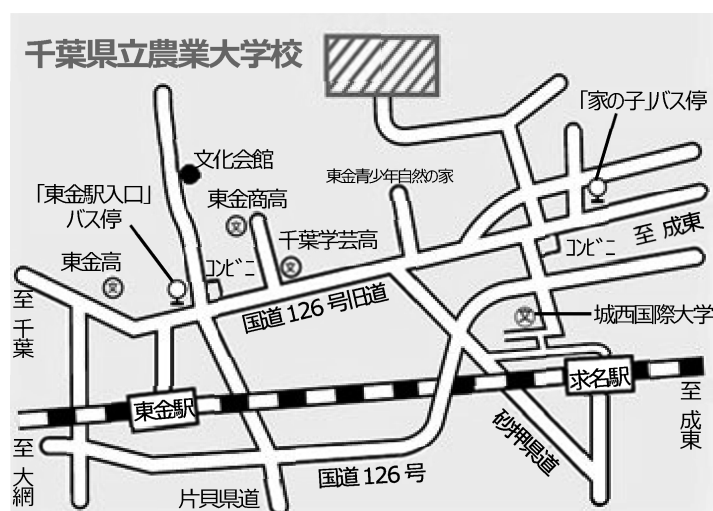 千葉県立農業大学校
「家の子」バス停
文化会館
東金青少年自然の家
「東金駅入口」
バス停
東金商高
文
千葉学芸高
文
至 成東
コンビニ
東金高
文
コンビニ
至 千葉
国道126号旧道
文
城西国際大学
求名駅
東金駅
至 成東
砂押県道
至 大網
国道126号
片貝県道